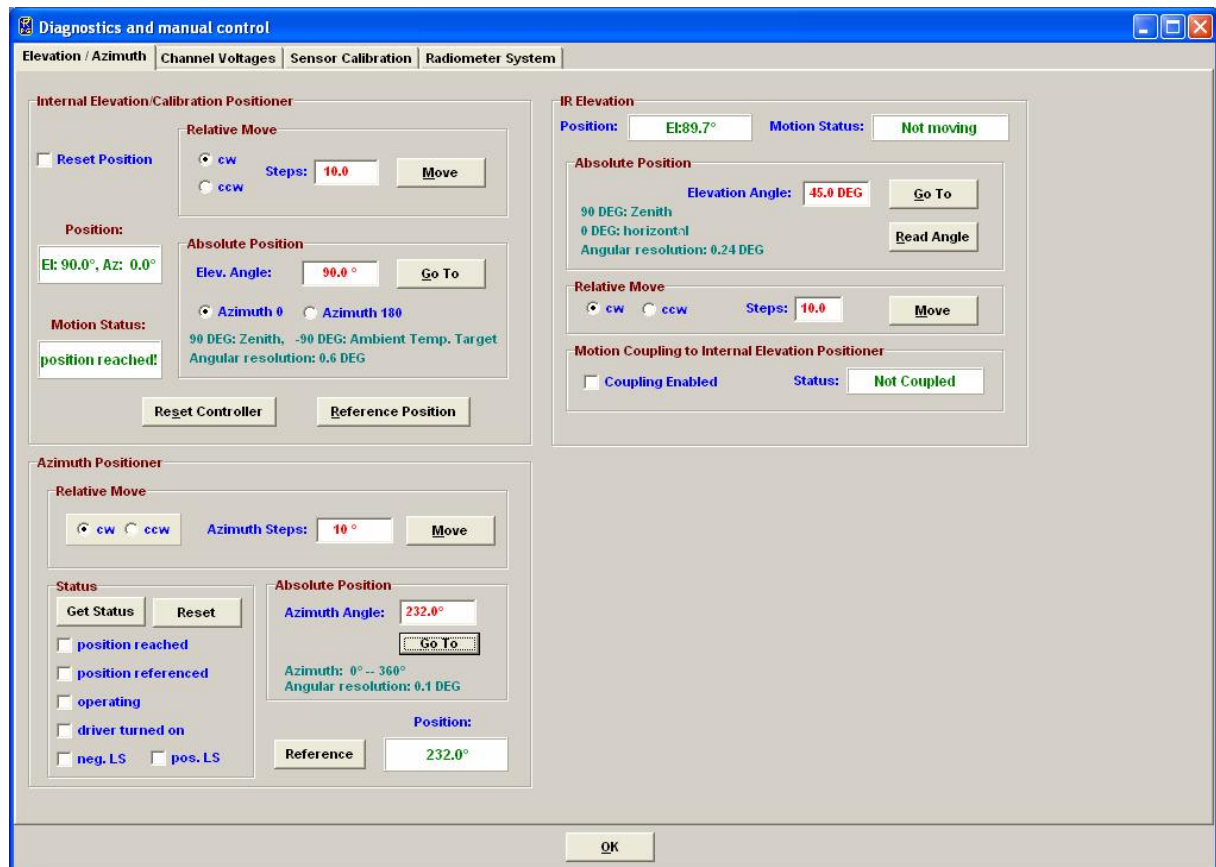 Diagnostics and manual control
Elevation / Azimuth
Channel Voltages
Sensor Calibration
Radiometer System
Internal Elevation/Calibration Positioner
Reset Position
Relative Move
cw
ccw
Steps:
10.0
Move
Position:
El: 90.0°, Az: 0.0°
Absolute Position
Elev. Angle:
90.0 °
Go To
Azimuth 0
Azimuth 180
90 DEG: Zenith, -90 DEG: Ambient Temp. Target
Angular resolution: 0.6 DEG
Motion Status:
position reached!
Reset Controller
Reference Position
IR Elevation
Position:
El:89.7°
Motion Status:
Not moving
Absolute Position
Elevation Angle:
45.0 DEG
Go To
90 DEG: Zenith
0 DEG: horizontal
Angular resolution: 0.24 DEG
Read Angle
Relative Move
cw
ccw
Steps:
10.0
Move
Motion Coupling to Internal Elevation Positioner
Coupling Enabled
Status:
Not Coupled
Azimuth Positioner
Relative Move
cw
ccw
Azimuth Steps:
10 °
Move
Status
Get Status
Reset
position reached
position referenced
operating
driver turned on
neg. LS
pos. LS
Absolute Position
Azimuth Angle:
232.0°
Go To
Azimuth: 0° -- 360°
Angular resolution: 0.1 DEG
Position:
Reference
232.0°
OK